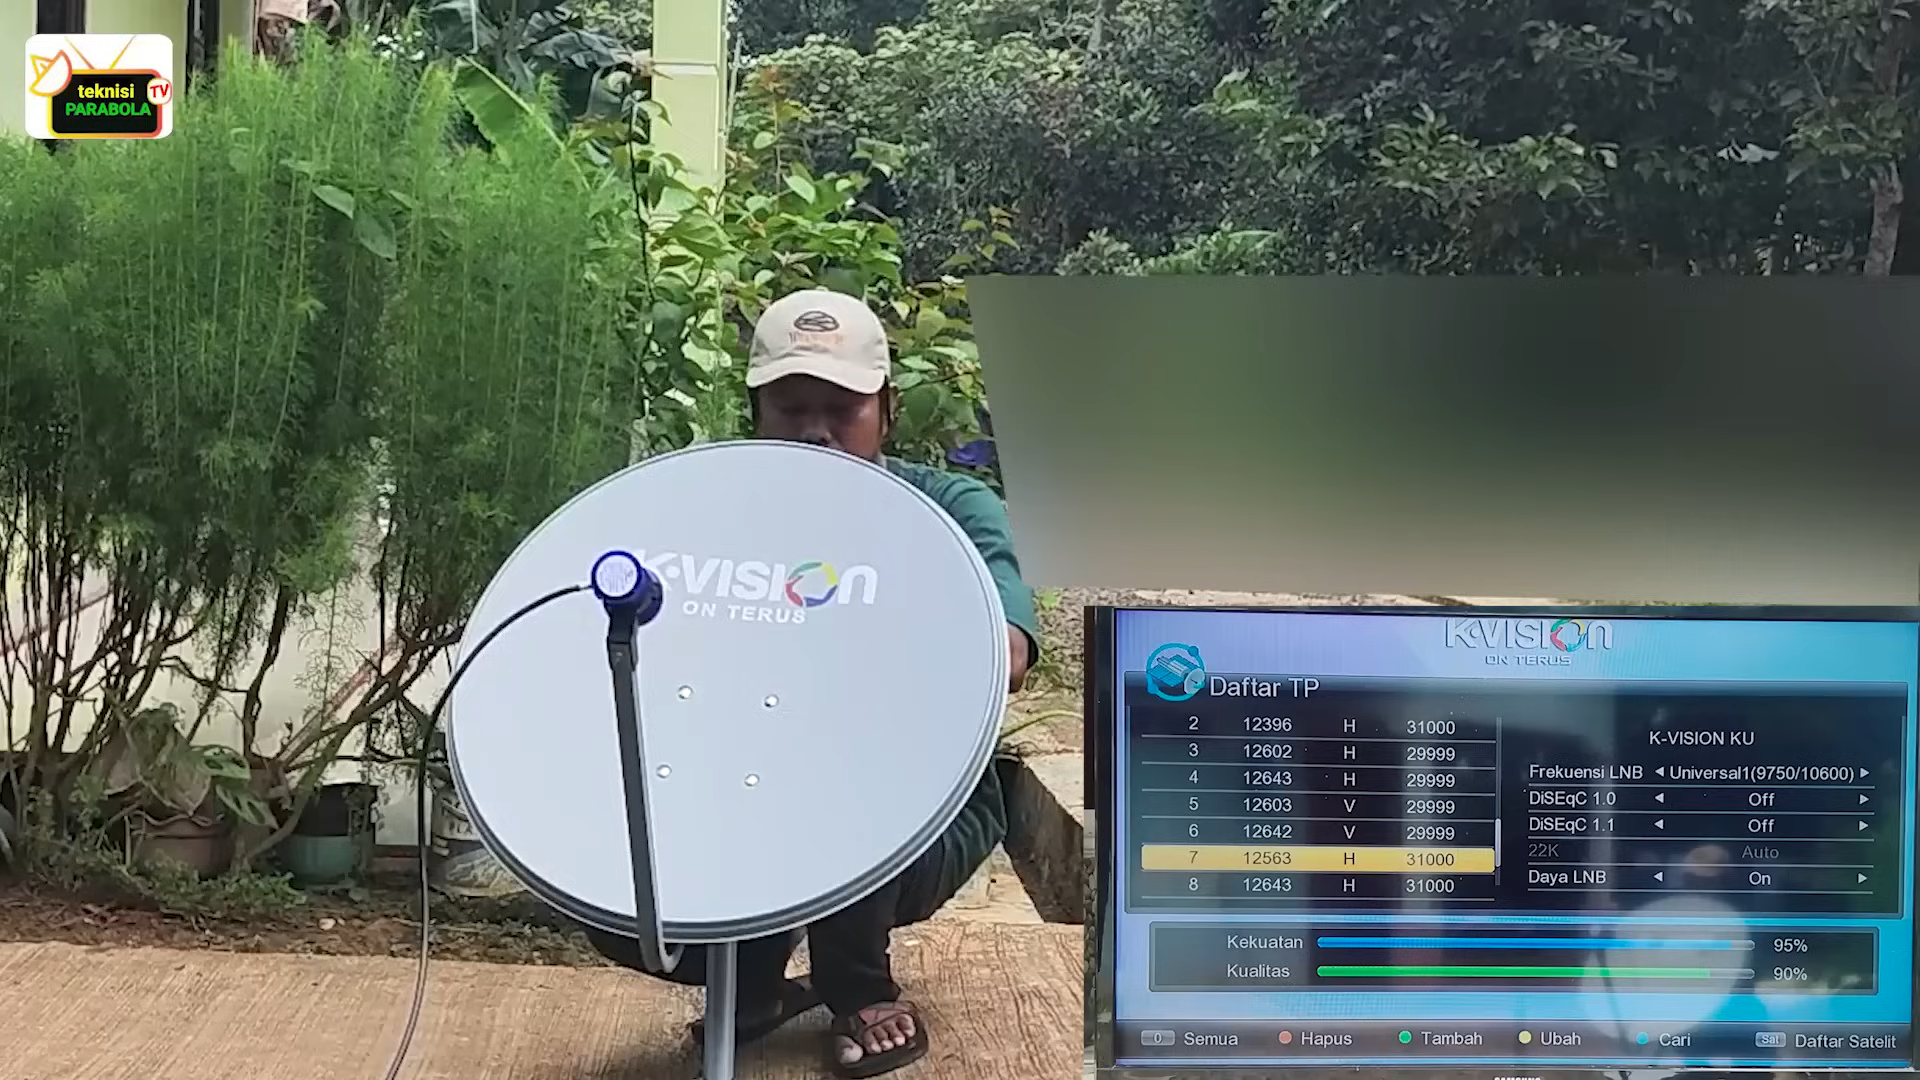 teknisi
TV
PARABOLA
K-VISION
ON TERUS
K-VISION
ON TERUS
Daftar TP
2 12396 H 31000
3 12602 H 29999
4 12643 H 29999
5 12603 V 29999
6 12642 V 29999
7 12563 H 31000
8 12643 H 31000
K-VISION KU
Frekuensi LNB Universal1(9750/10600)
DiSEqC 1.0 Off
DiSEqC 1.1 Off
22K Auto
Daya LNB On
Kekuatan 95%
Kualitas 90%
0 Semua Hapus Tambah Ubah Cari Sat Daftar Satelit
SAMSUNG